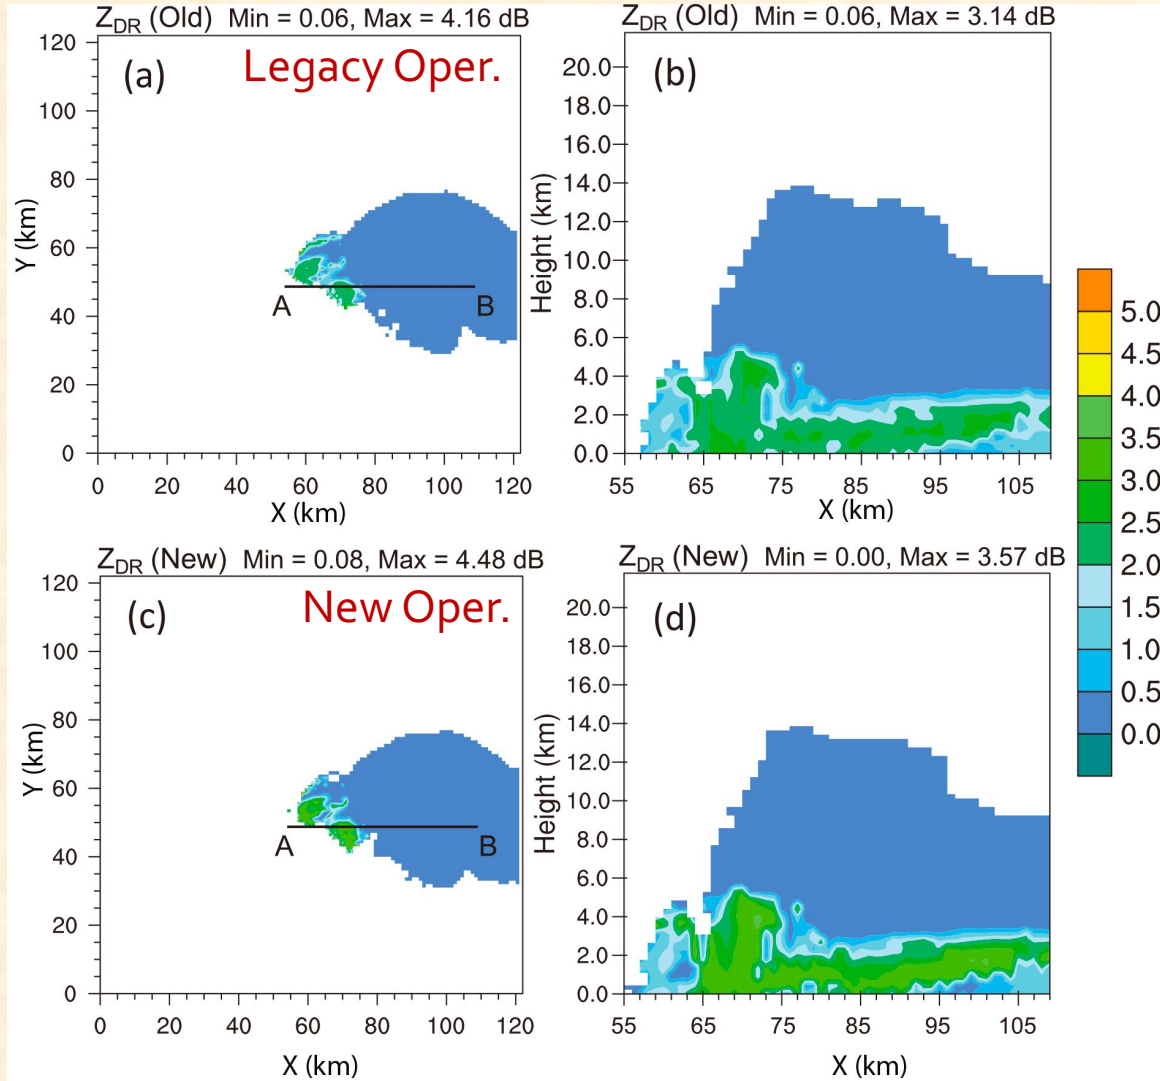 Z_DR (Old) Min = 0.06, Max = 4.16 dB
(a)
Legacy Oper.
120
100
80
60
40
20
0
Y (km)
A
B
0 20 40 60 80 100 120
X (km)
Z_DR (Old) Min = 0.06, Max = 3.14 dB
(b)
20.0
18.0
16.0
14.0
12.0
10.0
8.0
6.0
4.0
2.0
0.0
Height (km)
55 65 75 85 95 105
X (km)
Z_DR (New) Min = 0.08, Max = 4.48 dB
(c)
New Oper.
120
100
80
60
40
20
0
Y (km)
A
B
0 20 40 60 80 100 120
X (km)
Z_DR (New) Min = 0.00, Max = 3.57 dB
(d)
20.0
18.0
16.0
14.0
12.0
10.0
8.0
6.0
4.0
2.0
0.0
Height (km)
55 65 75 85 95 105
X (km)
5.0
4.5
4.0
3.5
3.0
2.5
2.0
1.5
1.0
0.5
0.0